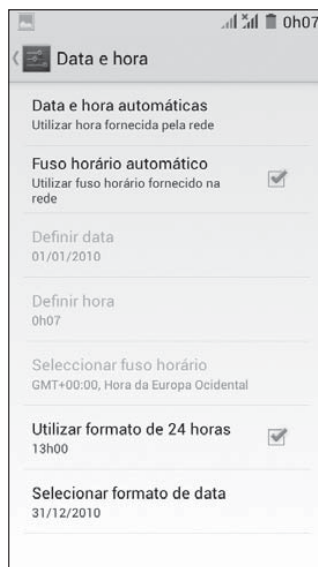 0h07
Data e hora
Data e hora automáticas
Utilizar hora fornecida pela rede
Fuso horário automático
Utilizar fuso horário fornecido na
rede
Definir data
01/01/2010
Definir hora
0h07
Seleccionar fuso horário
GMT+00:00, Hora da Europa Ocidental
Utilizar formato de 24 horas
13h00
Selecionar formato de data
31/12/2010